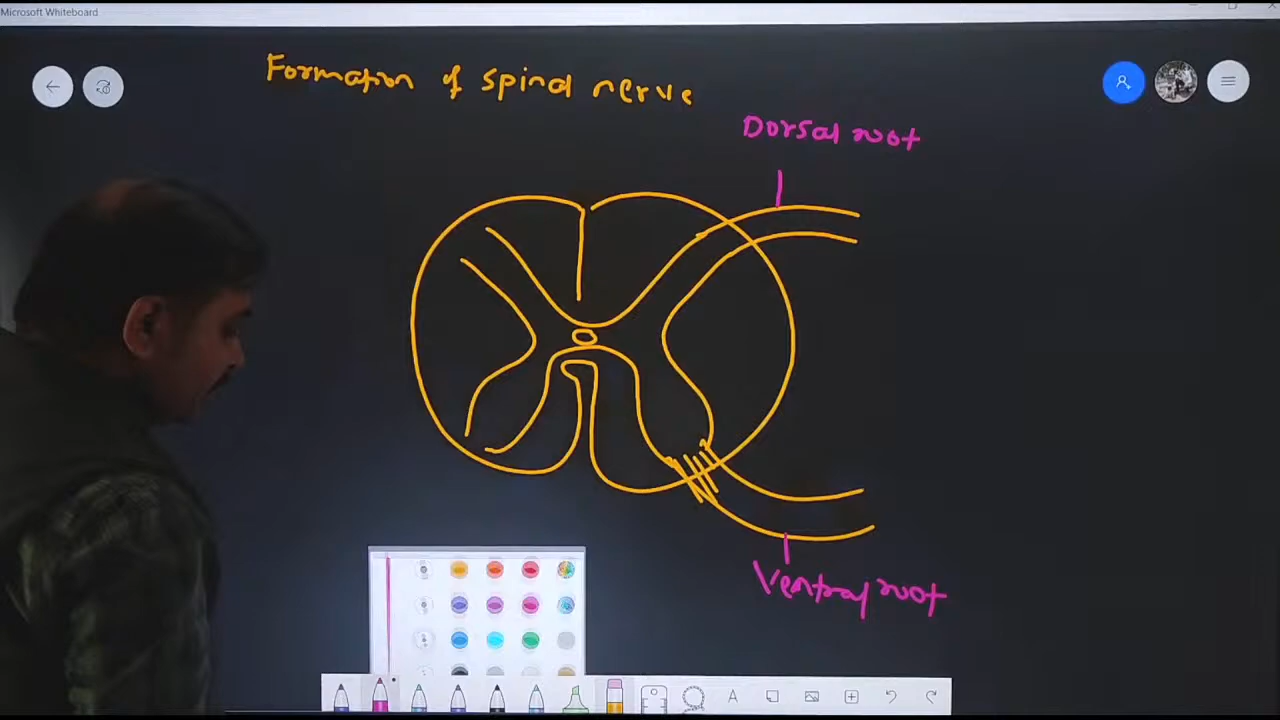 Microsoft Whiteboard
Formation of spinal nerve
Dorsal root
Ventral root
A